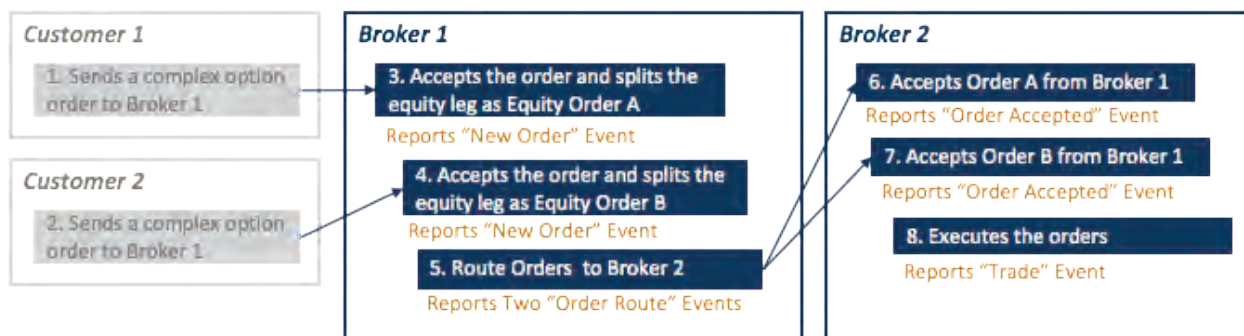 Customer 1
1. Sends a complex option
order to Broker 1
Customer 2
2. Sends a complex option
order to Broker 1
Broker 1
3. Accepts the order and splits the
equity leg as Equity Order A
Reports "New Order" Event
4. Accepts the order and splits the
equity leg as Equity Order B
Reports "New Order" Event
5. Route Orders to Broker 2
Reports Two "Order Route" Events
Broker 2
6. Accepts Order A from Broker 1
Reports "Order Accepted" Event
7. Accepts Order B from Broker 1
Reports "Order Accepted" Event
8. Executes the orders
Reports "Trade" Event